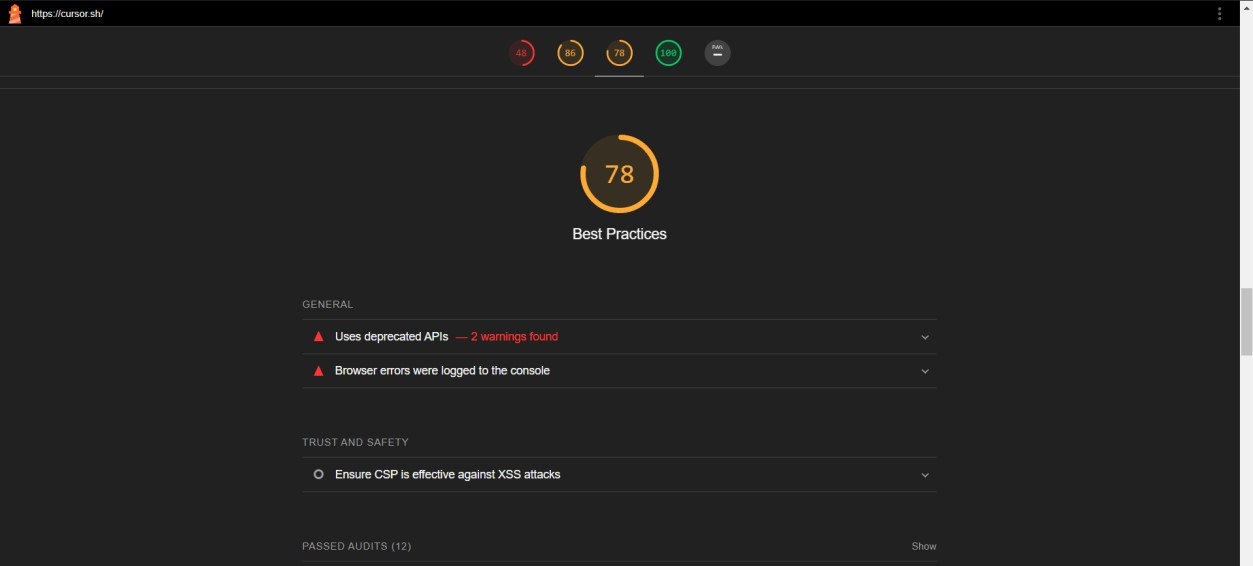 https://cursor.sh/
48 86 78 100 PWA
78
Best Practices
GENERAL
Uses deprecated APIs — 2 warnings found
Browser errors were logged to the console
TRUST AND SAFETY
Ensure CSP is effective against XSS attacks
PASSED AUDITS (12) Show